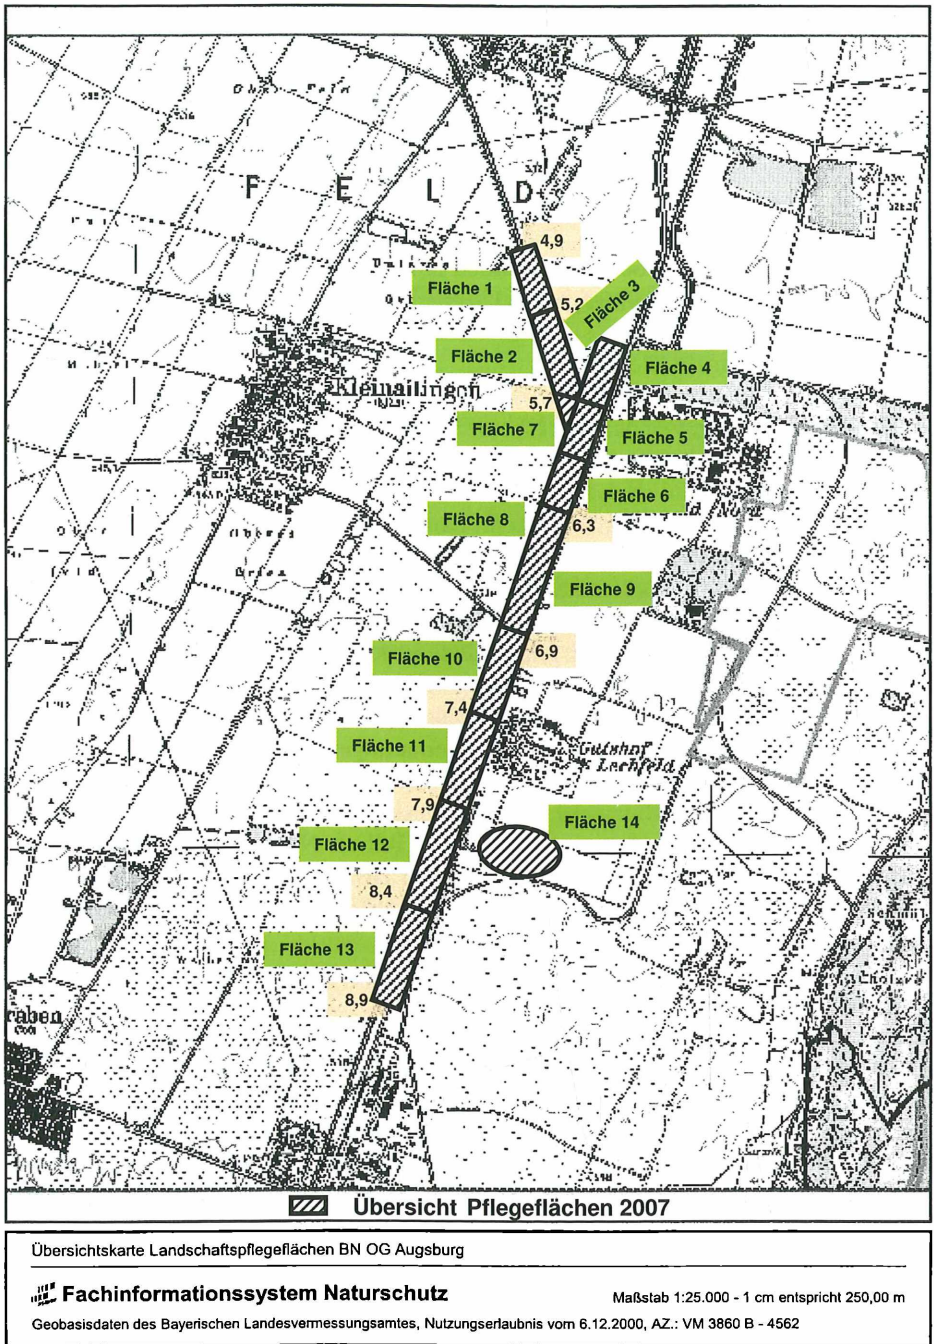 F E L D
4,9
Fläche 1
5,2
Fläche 3
Fläche 2
Fläche 4
Kleinaitingen
5,7
Fläche 7
Fläche 5
Fläche 6
Fläche 8
6,3
Nord
Oberes
Fläche 9
6,9
Fläche 10
7,4
Fläche 11
Gutshof
Lechfeld
7,9
Fläche 14
Fläche 12
8,4
Fläche 13
8,9
raben
Übersicht Pflegeflächen 2007
Übersichtskarte Landschaftspflegeflächen BN OG Augsburg
Fachinformationssystem Naturschutz
Maßstab 1:25.000 - 1 cm entspricht 250,00 m
Geobasisdaten des Bayerischen Landesvermessungsamtes, Nutzungserlaubnis vom 6.12.2000, AZ.: VM 3860 B - 4562